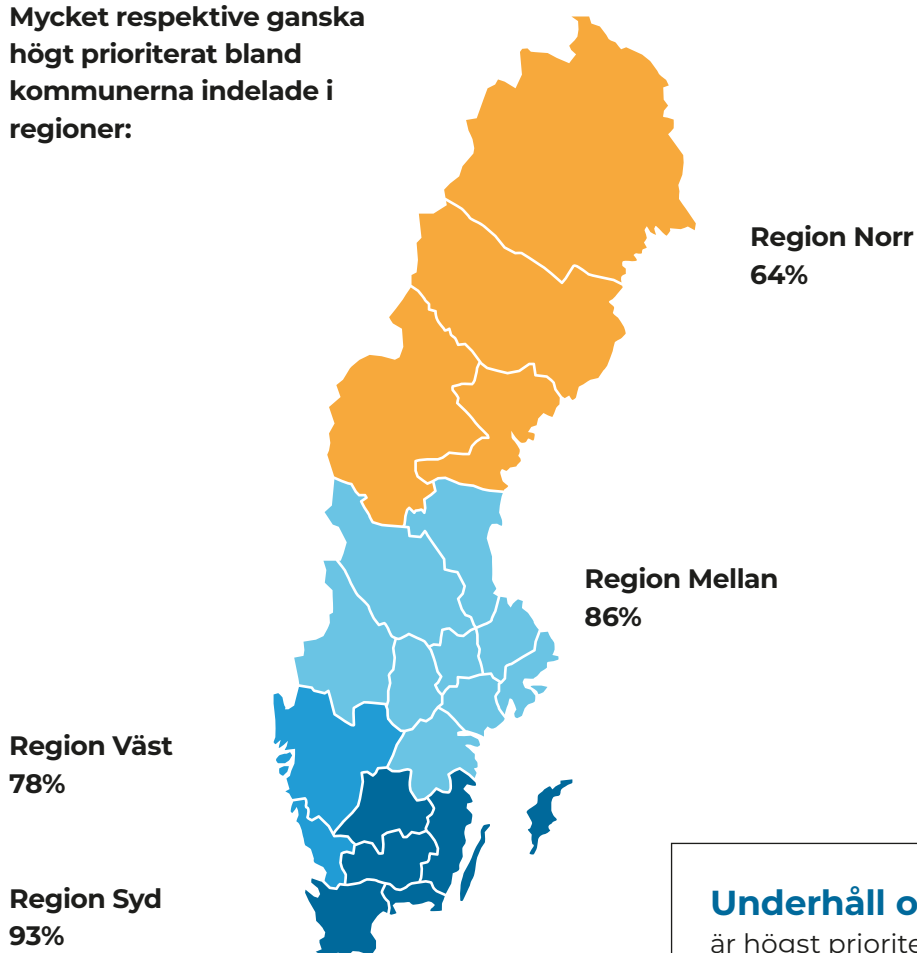 Mycket respektive ganska
högt prioriterat bland
kommunerna indelade i
regioner:
Region Norr
64%
Region Mellan
86%
Region Väst
78%
Region Syd
93%
Underhåll
är högst